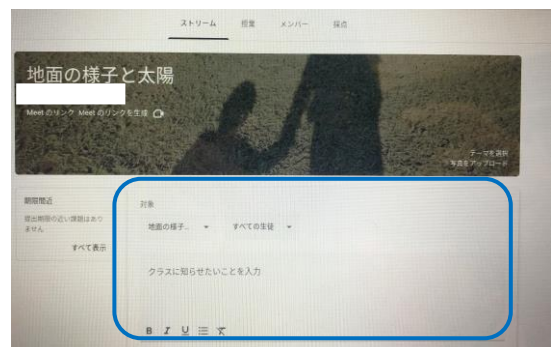 ストリーム 授業 メンバー 採点
地面の様子と太陽
Meet のリンク Meet のリンクを生成
テーマを選択
写真をアップロード
期限間近
提出期限の近い課題はあり
ません
すべて表示
対象
地面の様子...
すべての生徒
クラスに知らせたいことを入力
B I U